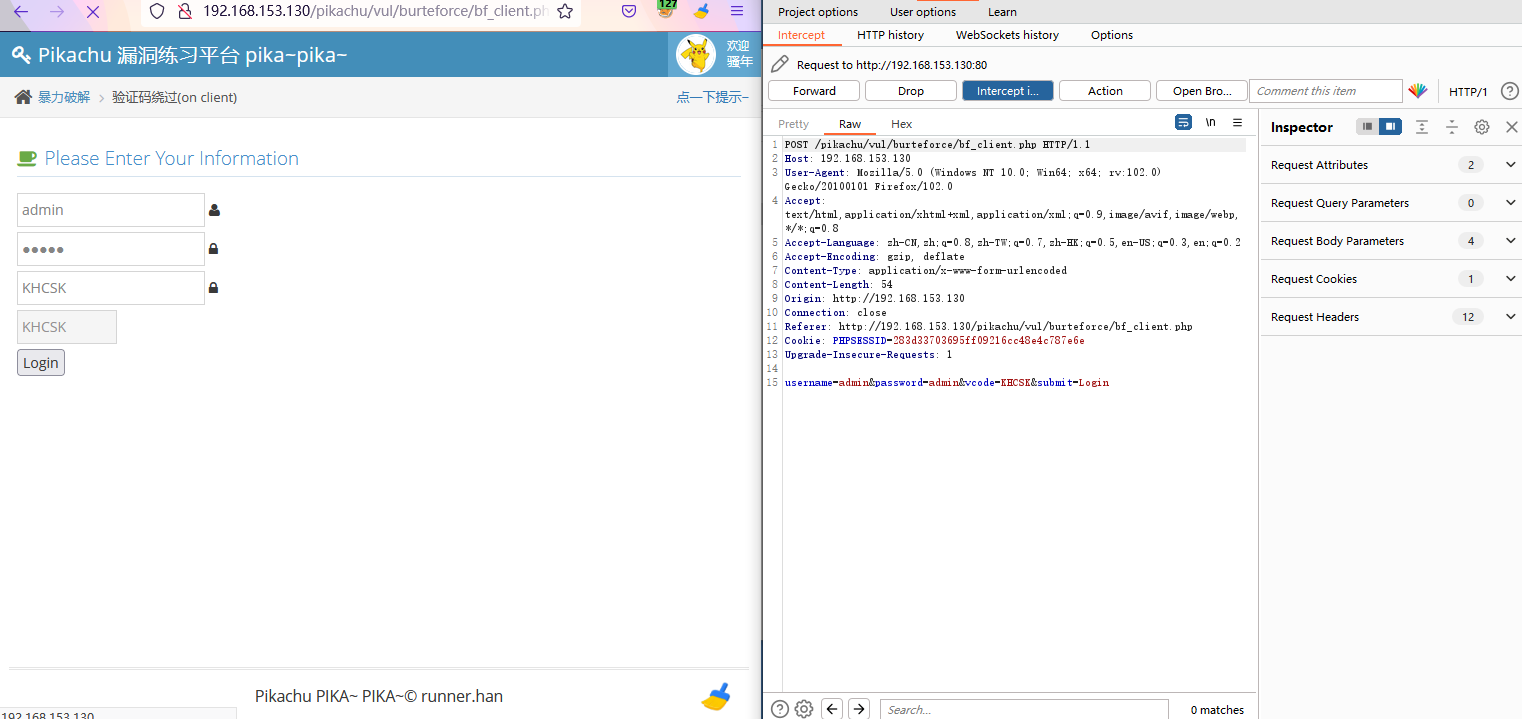 192.168.153.130/pikachu/vul/burteforce/bf_client.ph
127
Pikachu 漏洞练习平台 pika~pika~
欢迎
骚年
暴力破解
验证码绕过(on client)
点一下提示~
Please Enter Your Information
admin
●●●●●
KHCSK
KHCSK
Login
Pikachu PIKA~ PIKA~© runner.han
192.168.153.130
Project options User options Learn
Intercept HTTP history WebSockets history Options
Request to http://192.168.153.130:80
Forward Drop Intercept i... Action Open Bro... Comment this item HTTP/1 ?
Pretty Raw Hex \n
1 POST /pikachu/vul/burteforce/bf_client.php HTTP/1.1
2 Host: 192.168.153.130
3 User-Agent: Mozilla/5.0 (Windows NT 10.0; Win64; x64; rv:102.0)
Gecko/20100101 Firefox/102.0
4 Accept:
text/html,application/xhtml+xml,application/xml;q=0.9,image/avif,image/webp,
*/*;q=0.8
5 Accept-Language: zh-CN,zh;q=0.8,zh-TW;q=0.7,zh-HK;q=0.5,en-US;q=0.3,en;q=0.2
6 Accept-Encoding: gzip, deflate
7 Content-Type: application/x-www-form-urlencoded
8 Content-Length: 54
9 Origin: http://192.168.153.130
10 Connection: close
11 Referer: http://192.168.153.130/pikachu/vul/burteforce/bf_client.php
12 Cookie: PHPSESSID=283d33703695ff09216cc48e4c787e6e
13 Upgrade-Insecure-Requests: 1
14
15 username=admin&password=admin&vcode=KHCSK&submit=Login
Search... 0 matches
Inspector
Request Attributes 2
Request Query Parameters 0
Request Body Parameters 4
Request Cookies 1
Request Headers 12